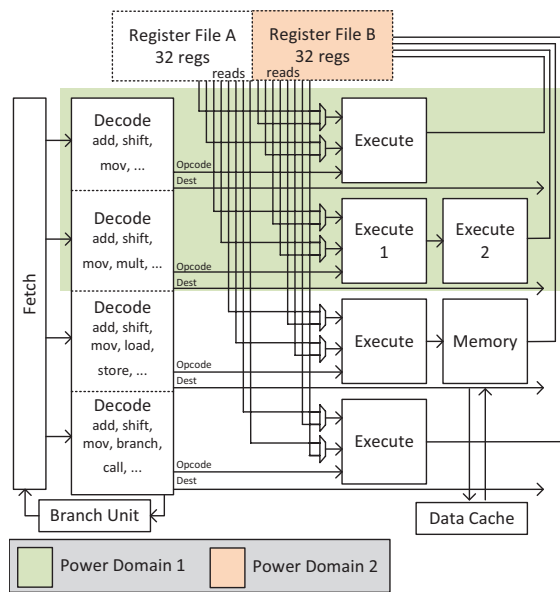 Register File A
32 regs
Register File B
32 regs
reads
reads
Fetch
Decode
add, shift,
mov, ...
Opcode
Dest
Execute
Decode
add, shift,
mov, mult, ...
Opcode
Dest
Execute
1
Execute
2
Decode
add, shift,
mov, load,
store, ...
Opcode
Dest
Execute
Memory
Decode
add, shift,
mov, branch,
call, ...
Opcode
Dest
Execute
Branch Unit
Data Cache
Power Domain 1
Power Domain 2